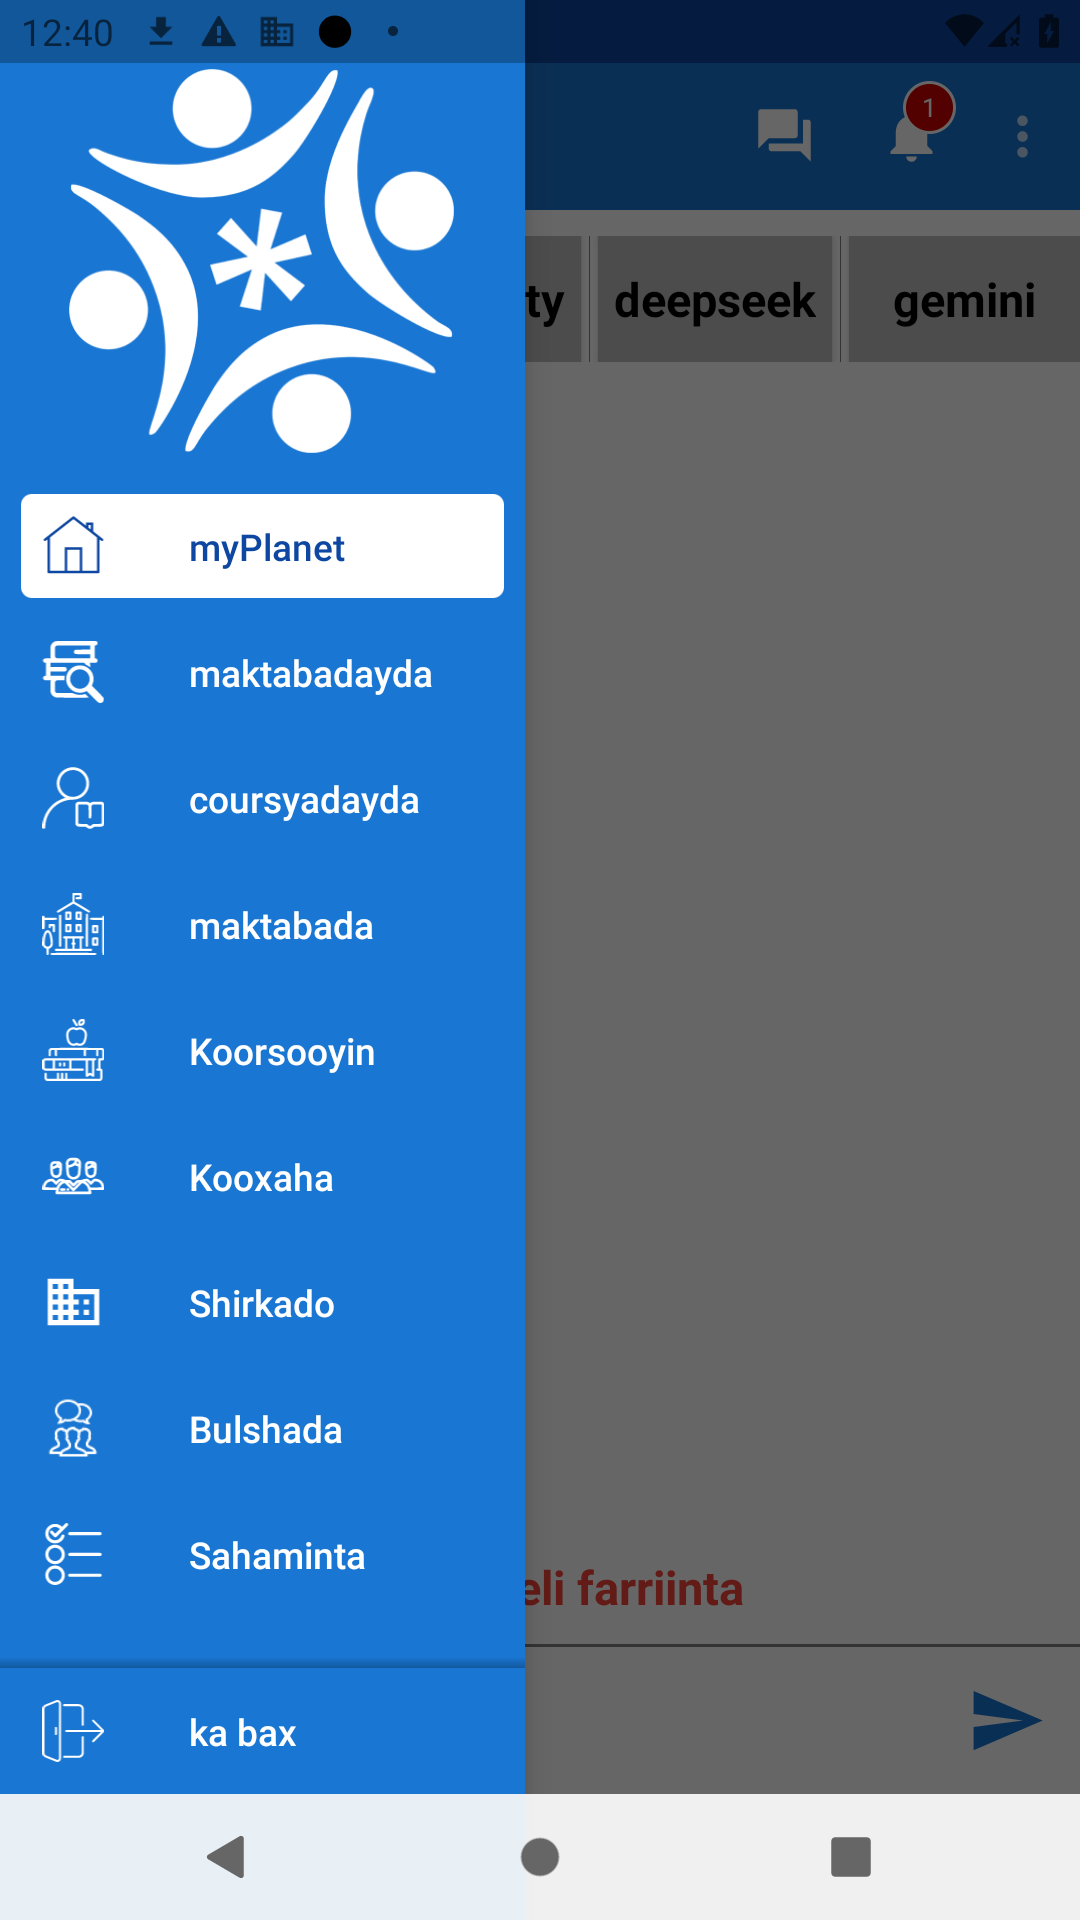 12:40
1
ty
deepseek
gemini
myPlanet
maktabadayda
coursyadayda
maktabada
Koorsooyin
Kooxaha
Shirkado
Bulshada
Sahaminta
eli farriinta
ka bax